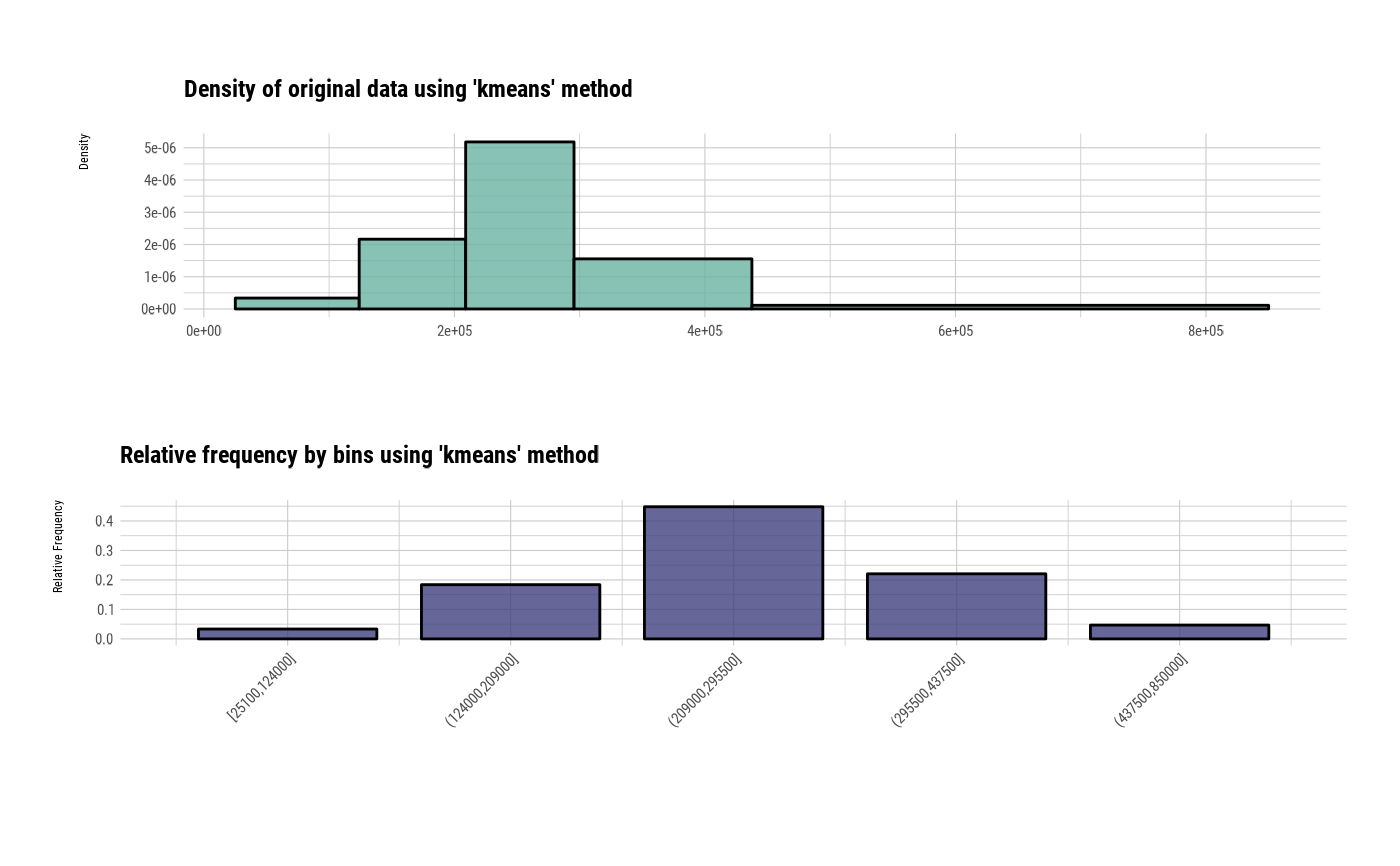 Density of original data using 'kmeans' method
Density
5e-06
4e-06
3e-06
2e-06
1e-06
0e+00
0e+00 2e+05 4e+05 6e+05 8e+05
Relative frequency by bins using 'kmeans' method
Relative Frequency
0.4
0.3
0.2
0.1
0.0
[25100,124000] (124000,209000] (209000,295500] (295500,437500] (437500,850000]